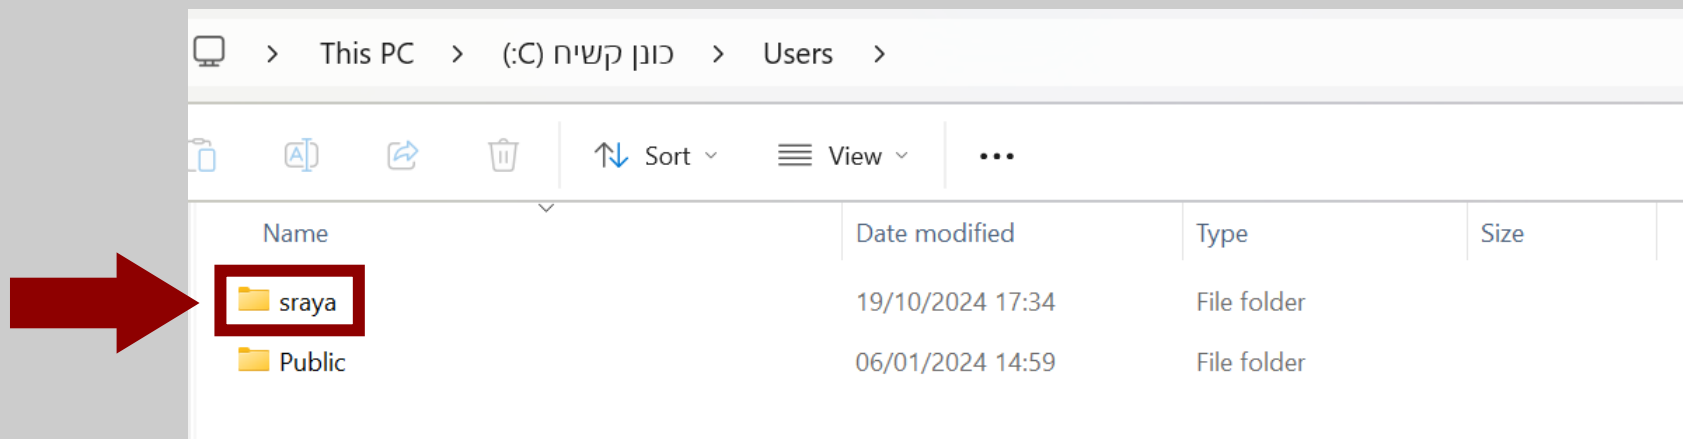 This PC > כונן קשיח (C:) > Users >
Sort View
Name Date modified Type Size
sraya 19/10/2024 17:34 File folder
Public 06/01/2024 14:59 File folder